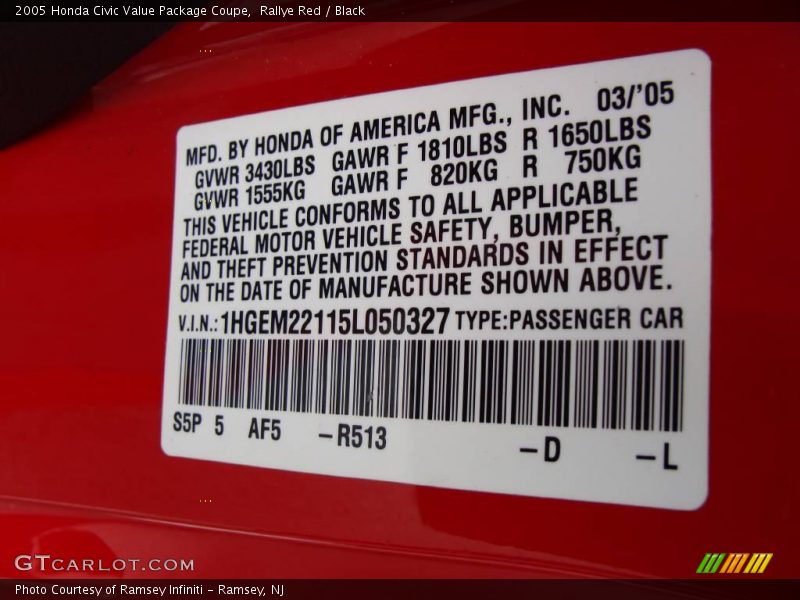 2005 Honda Civic Value Package Coupe,  Rallye Red / Black
MFD. BY HONDA OF AMERICA MFG., INC. 03/'05
GVWR 3430LBS GAWR F 1810LBS R 1650LBS
GVWR 1555KG GAWR F 820KG R 750KG
THIS VEHICLE CONFORMS TO ALL APPLICABLE
FEDERAL MOTOR VEHICLE SAFETY, BUMPER,
AND THEFT PREVENTION STANDARDS IN EFFECT
ON THE DATE OF MANUFACTURE SHOWN ABOVE.
V.I.N.: 1HGEM22115L050327 TYPE:PASSENGER CAR
S5P 5 AF5 –R513 –D –L
GTCARLOT.COM
Photo Courtesy of Ramsey Infiniti – Ramsey, NJ